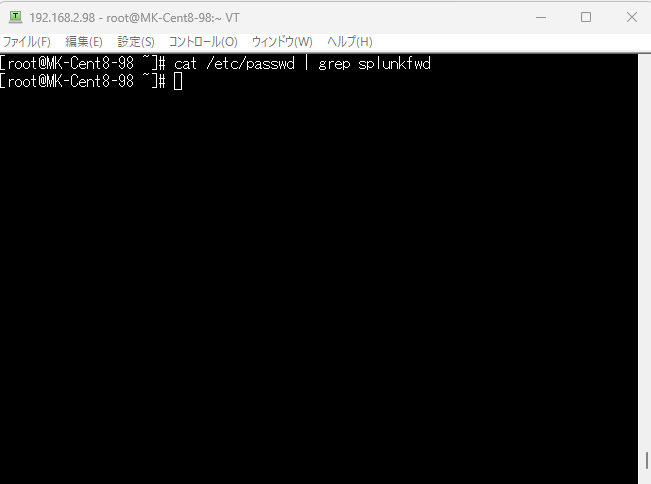 192.168.2.98 - root@MK-Cent8-98:~ VT
ファイル(F) 編集(E) 設定(S) コントロール(O) ウィンドウ(W) ヘルプ(H)
[root@MK-Cent8-98 ~]# cat /etc/passwd | grep splunkfwd
[root@MK-Cent8-98 ~]#